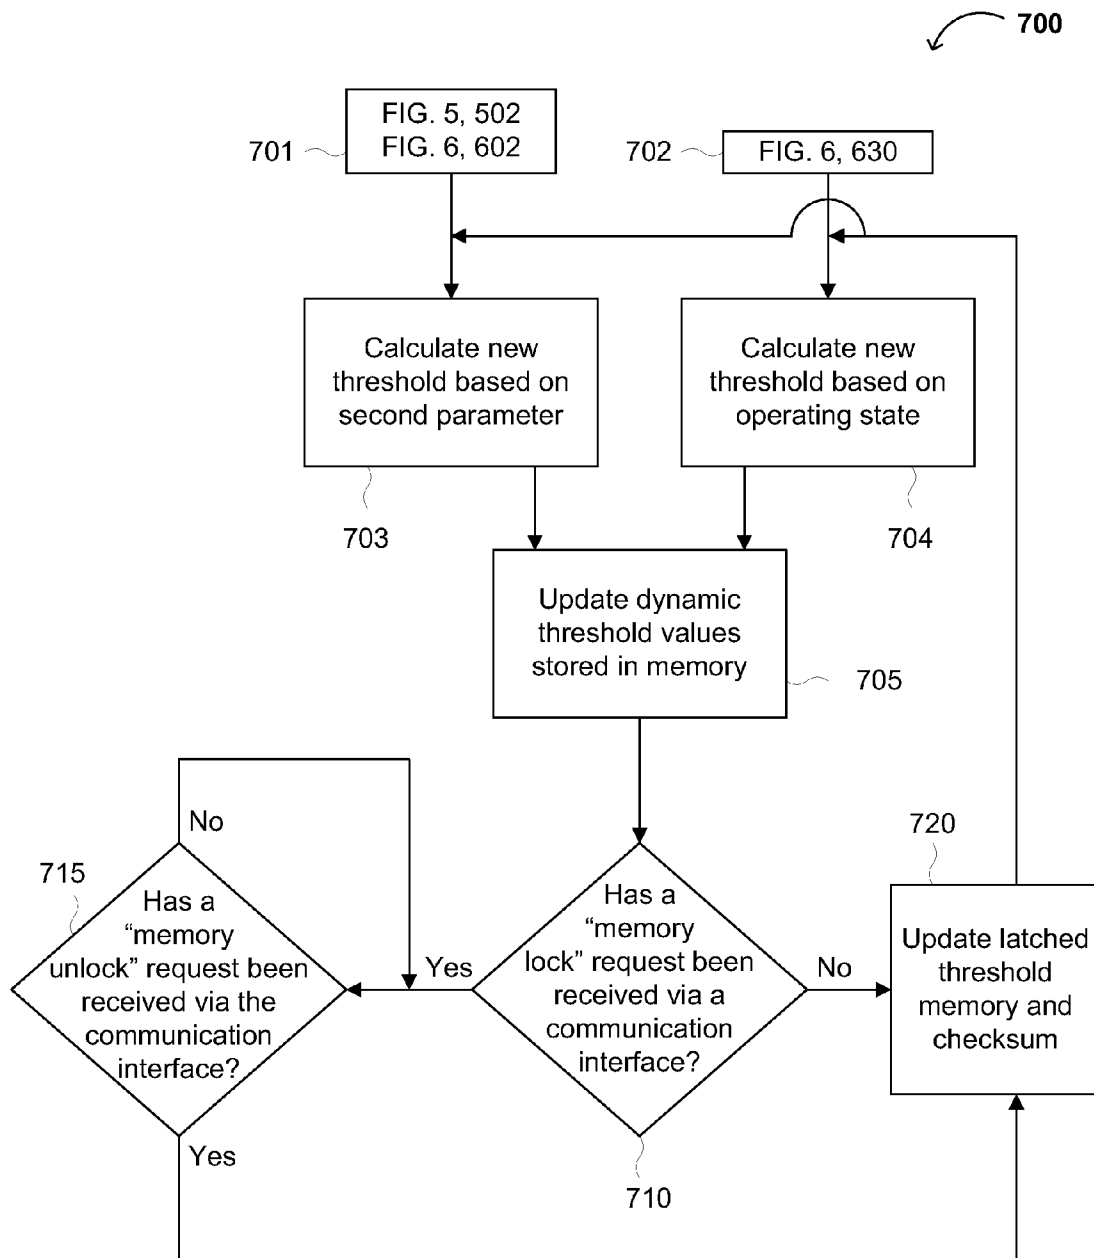 700
FIG. 5, 502
FIG. 6, 602
701
FIG. 6, 630
702
Calculate new
threshold based on
second parameter
703
Calculate new
threshold based on
operating state
704
Update dynamic
threshold values
stored in memory
705
Has a
“memory
lock” request been
received via a
communication
interface?
710
Yes
No
Has a
“memory
unlock” request been
received via the
communication
interface?
715
No
Yes
720
Update latched
threshold
memory and
checksum